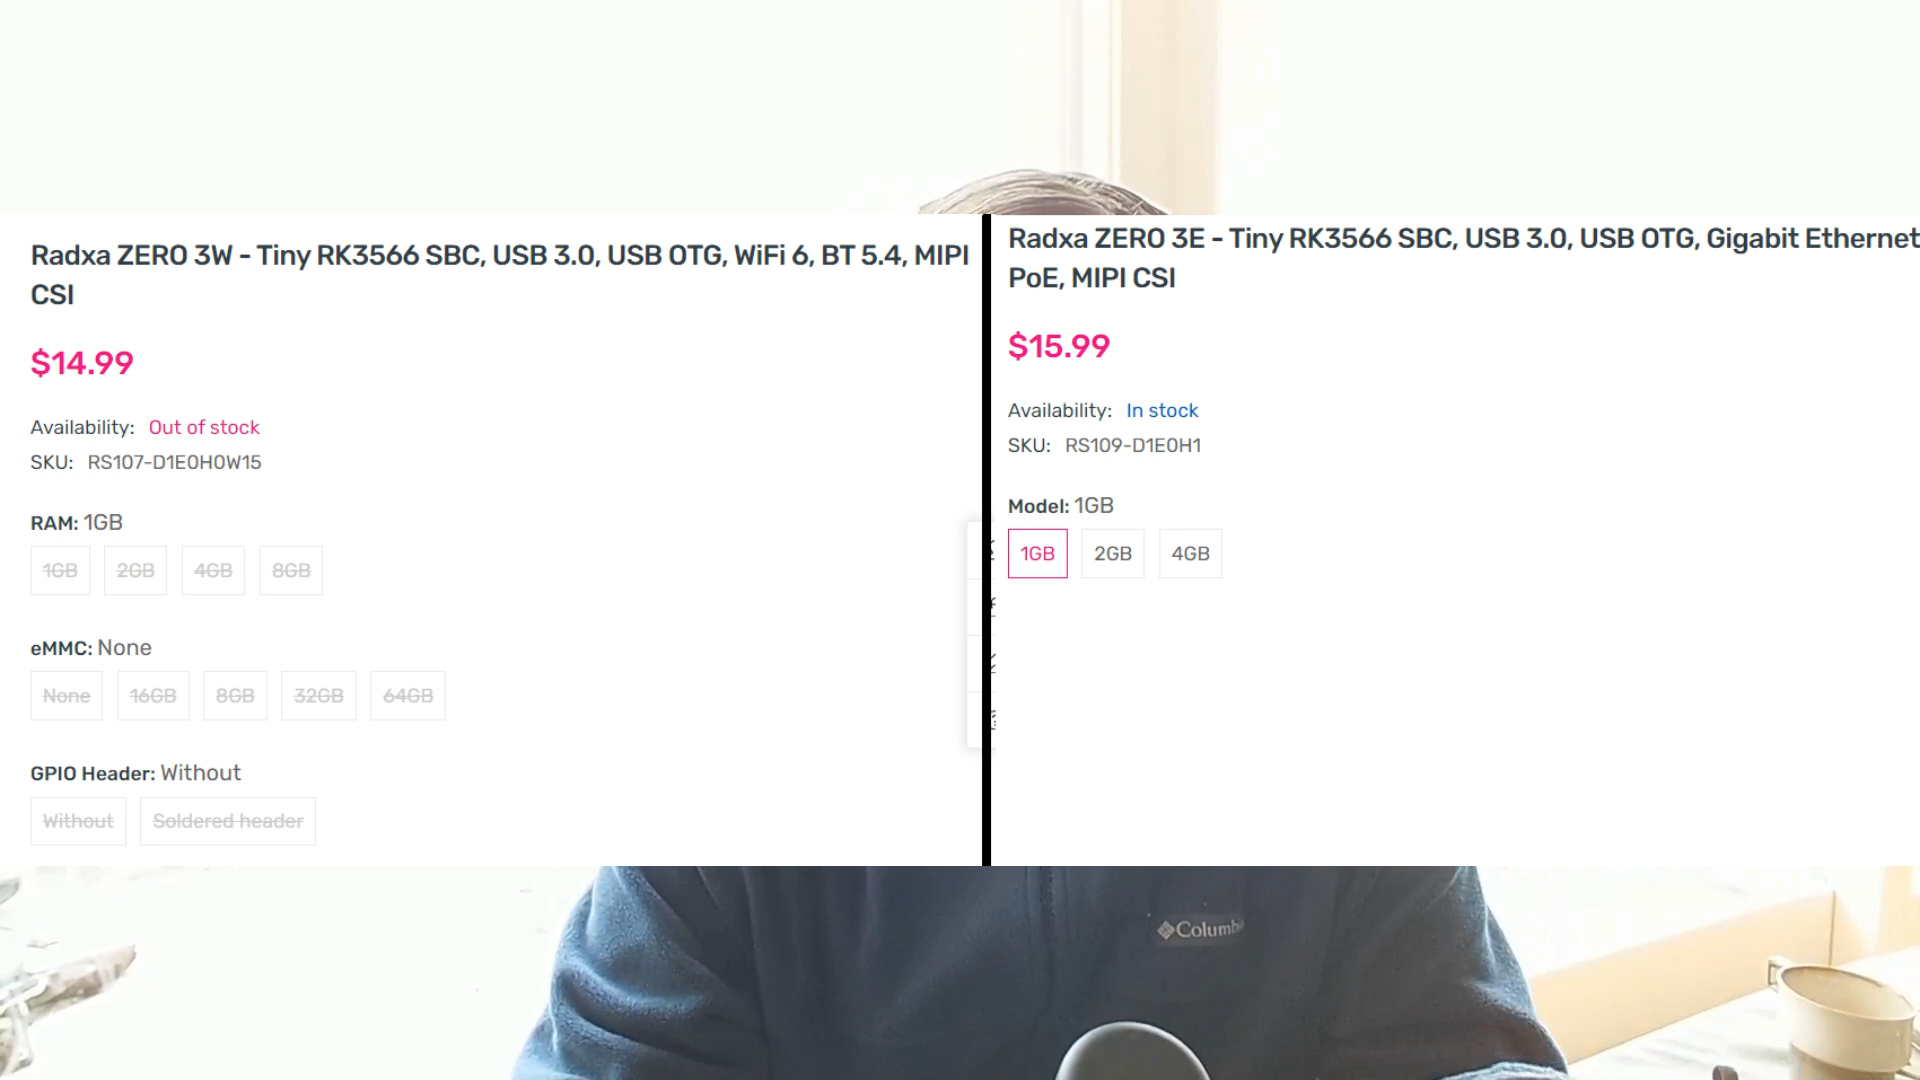 Radxa ZERO 3W - Tiny RK3566 SBC, USB 3.0, USB OTG, WiFi 6, BT 5.4, MIPI
CSI
$14.99
Availability: Out of stock
SKU: RS107-D1E0H0W15
RAM: 1GB
1GB 2GB 4GB 8GB
eMMC: None
None 16GB 8GB 32GB 64GB
GPIO Header: Without
Without Soldered header
Radxa ZERO 3E - Tiny RK3566 SBC, USB 3.0, USB OTG, Gigabit Ethernet
PoE, MIPI CSI
$15.99
Availability: In stock
SKU: RS109-D1E0H1
Model: 1GB
1GB 2GB 4GB
Columb